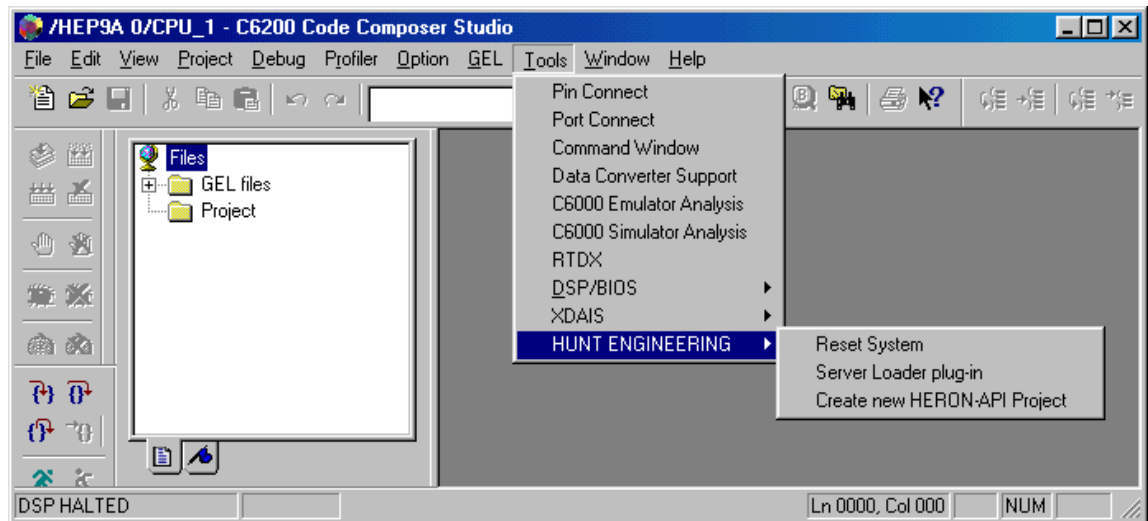 /HEP9A 0/CPU_1 - C6200 Code Composer Studio
File Edit View Project Debug Profiler Option GEL Tools Window Help
Pin Connect
Port Connect
Command Window
Data Converter Support
C6000 Emulator Analysis
C6000 Simulator Analysis
RTDX
DSP/BIOS
XDAIS
HUNT ENGINEERING
Reset System
Server Loader plug-in
Create new HERON-API Project
Files
GEL files
Project
DSP HALTED
Ln 0000, Col 000
NUM